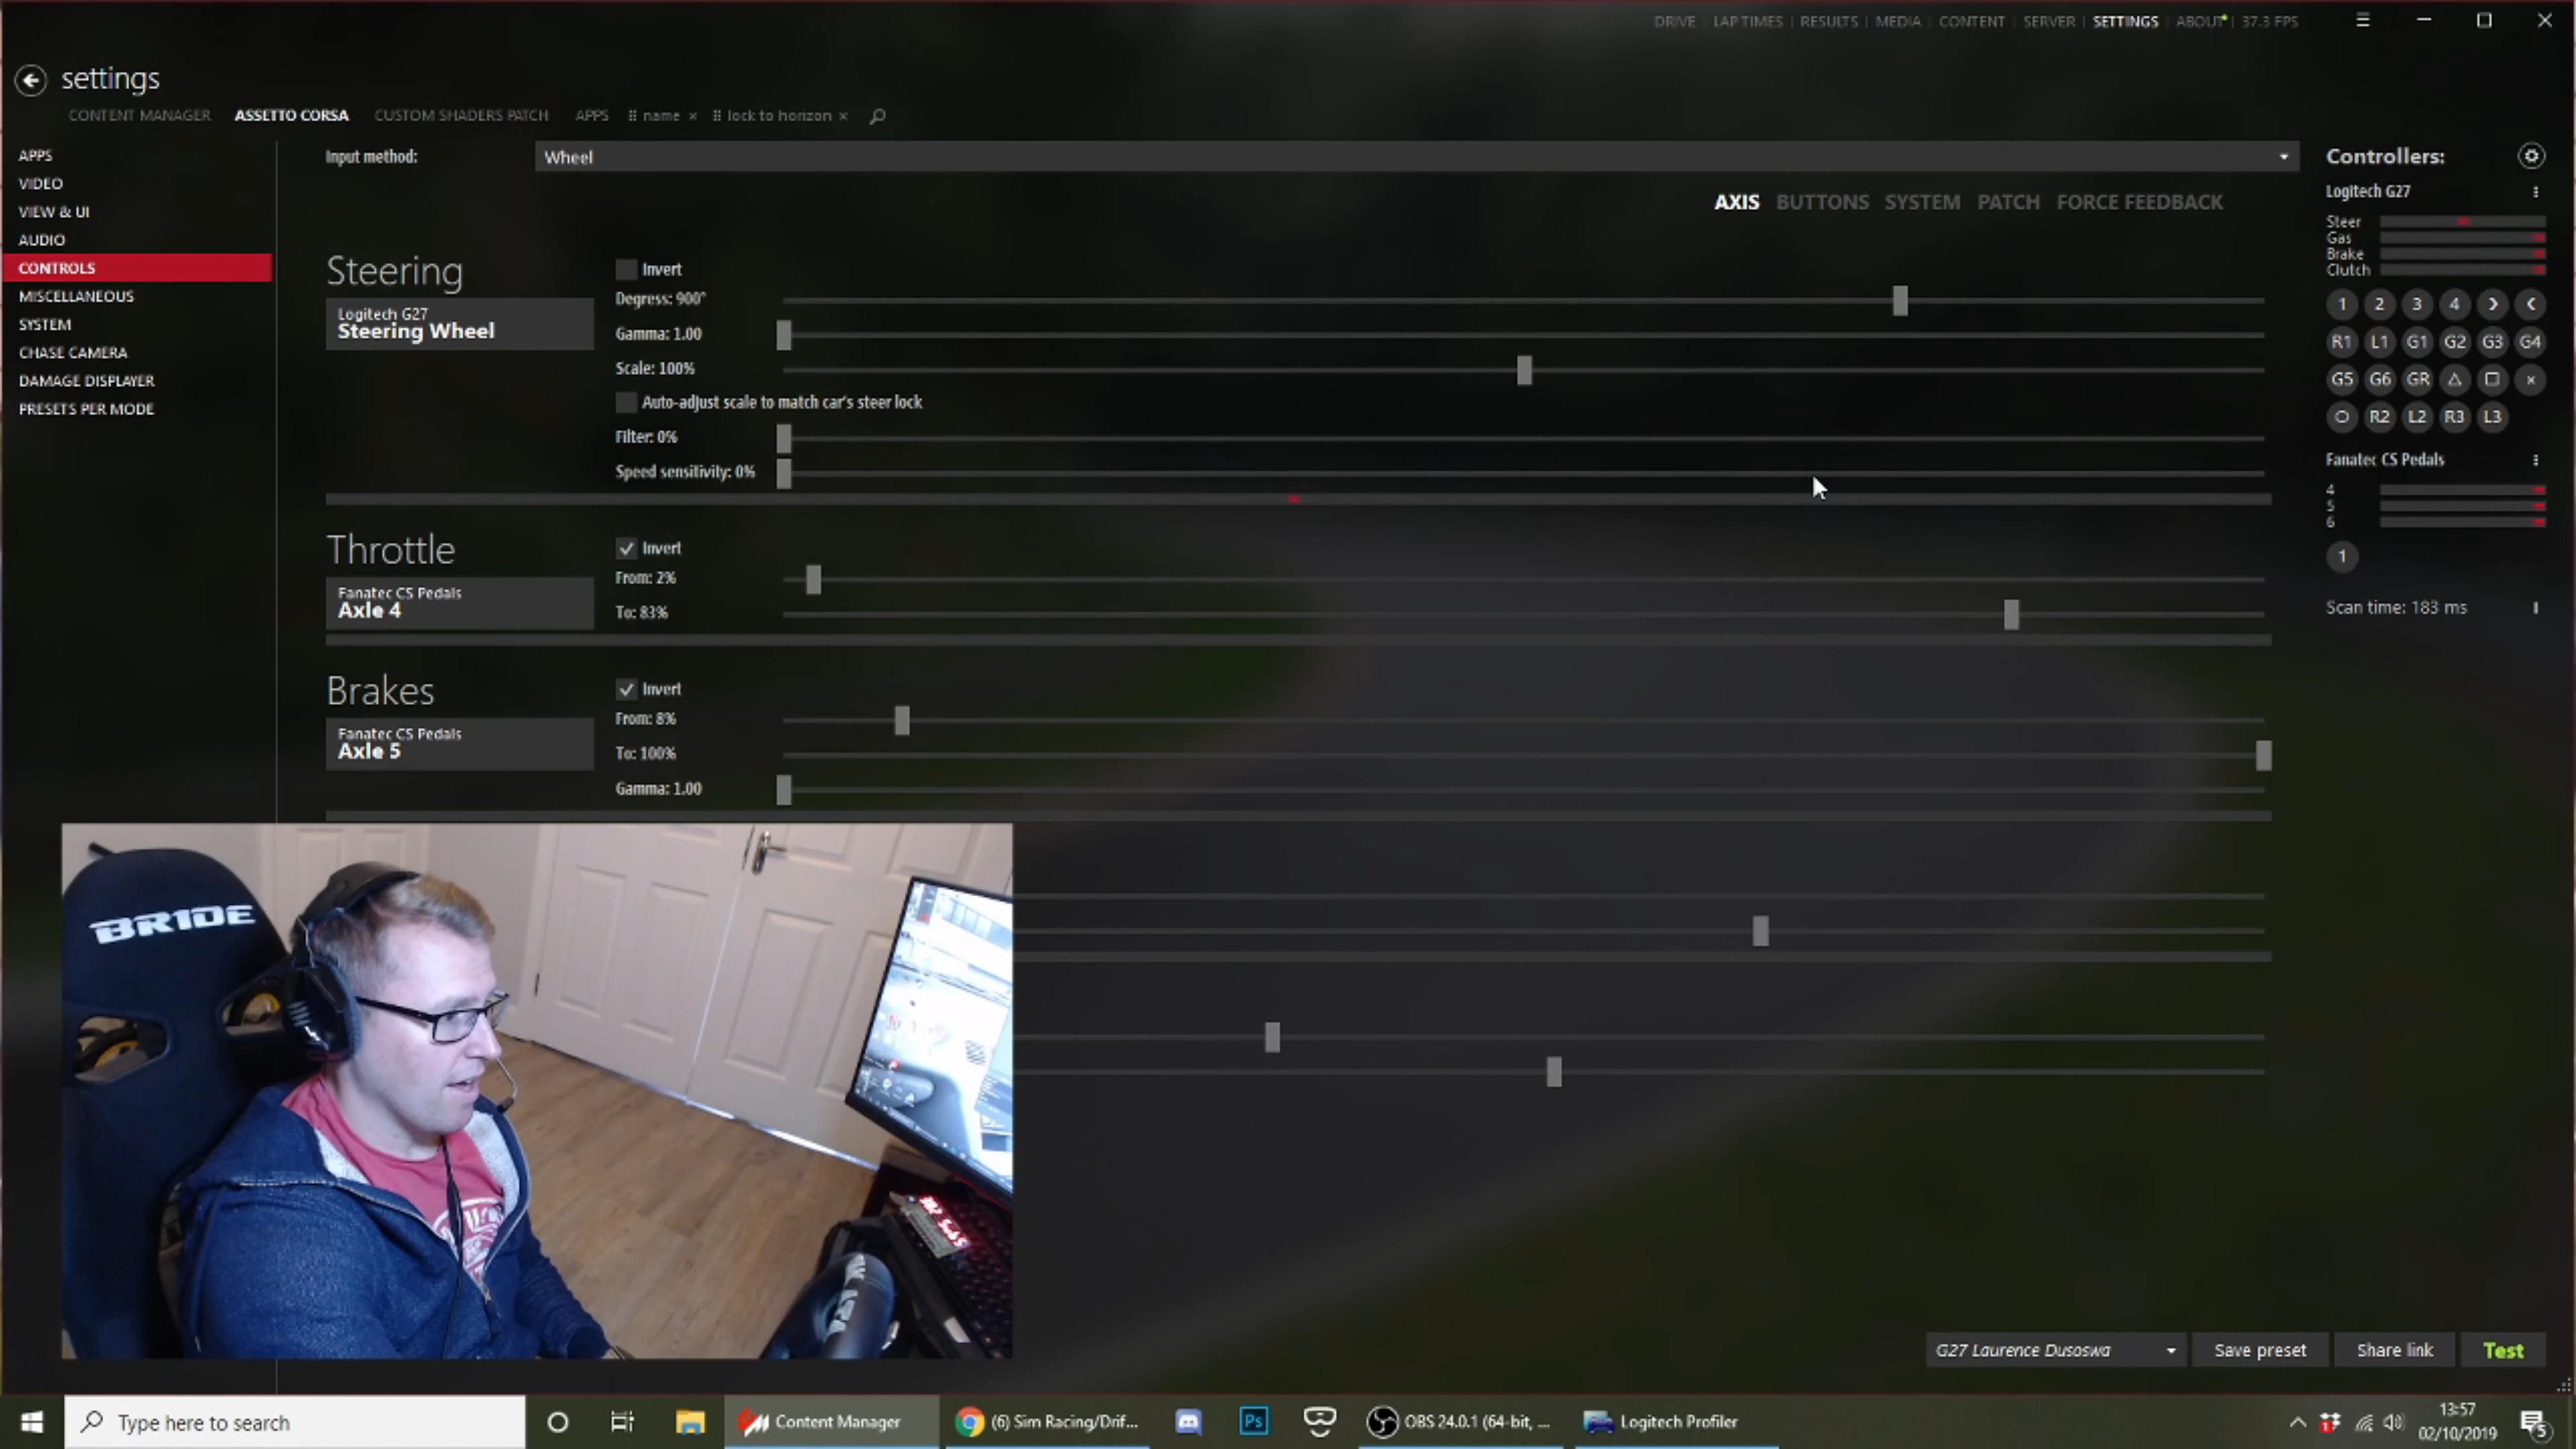 DRIVE | LAP TIMES | RESULTS | MEDIA | CONTENT | SERVER | SETTINGS | ABOUT | 37.3 FPS
settings
CONTENT MANAGER ASSETTO CORSA CUSTOM SHADERS PATCH APPS name × lock to horizon ×
APPS
VIDEO
VIEW & UI
AUDIO
CONTROLS
MISCELLANEOUS
SYSTEM
CHASE CAMERA
DAMAGE DISPLAYER
PRESETS PER MODE
Input method: Wheel
AXIS BUTTONS SYSTEM PATCH FORCE FEEDBACK
Steering
Logitech G27
Steering Wheel
Invert
Degress: 900°
Gamma: 1.00
Scale: 100%
Auto-adjust scale to match car's steer lock
Filter: 0%
Speed sensitivity: 0%
Throttle
Fanatec CS Pedals
Axle 4
Invert
From: 2%
To: 83%
Brakes
Fanatec CS Pedals
Axle 5
Invert
From: 8%
To: 100%
Gamma: 1.00
Controllers:
Logitech G27
Steer
Gas
Brake
Clutch
1 2 3 4 > <
R1 L1 G1 G2 G3 G4
G5 G6 GR △ □ ×
O R2 L2 R3 L3
Fanatec CS Pedals
4
5
6
1
Scan time: 183 ms
BRIDE
G27 Laurence Dusoswa Save preset Share link Test
Type here to search
Content Manager
(6) Sim Racing/Drif...
Ps
OBS 24.0.1 (64-bit, ...
Logitech Profiler
13:57
02/10/2019
5